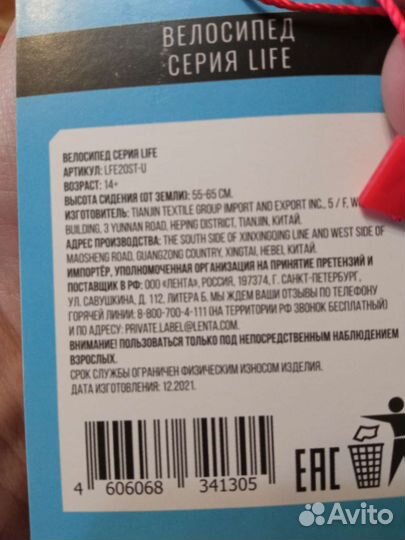 ВЕЛОСИПЕД
СЕРИЯ LIFE
ВЕЛОСИПЕД СЕРИЯ LIFE
АРТИКУЛ: LFE20ST-U
ВОЗРАСТ: 14+
ВЫСОТА СИДЕНИЯ (ОТ ЗЕМЛИ): 55-65 СМ.
ИЗГОТОВИТЕЛЬ: TIANJIN TEXTILE GROUP IMPORT AND EXPORT INC., 5 / F,
BUILDING, 3 YUNNAN ROAD, HEPING DISTRICT, TIANJIN, КИТАЙ.
АДРЕС ПРОИЗВОДСТВА: THE SOUTH SIDE OF XINXINGQING LINE AND WEST SIDE OF
MAOSHENG ROAD, GUANGZONG COUNTRY, XINGTAI, HEBEI, КИТАЙ.
ИМПОРТЁР, УПОЛНОМОЧЕННАЯ ОРГАНИЗАЦИЯ НА ПРИНЯТИЕ ПРЕТЕНЗИЙ И
ПОСТАВЩИК В РФ: ООО «ЛЕНТА», РОССИЯ, 197374, Г. САНКТ-ПЕТЕРБУРГ,
УЛ. САВУШКИНА, Д. 112, ЛИТЕРА Б. МЫ ЖДЕМ ВАШИ ОТЗЫВЫ ПО ТЕЛЕФОНУ
ГОРЯЧЕЙ ЛИНИИ: 8-800-700-4-111 (НА ТЕРРИТОРИИ РФ ЗВОНОК БЕСПЛАТНЫЙ)
И ПО АДРЕСУ: PRIVATE.LABEL@LENTA.COM.
ВНИМАНИЕ! ПОЛЬЗОВАТЬСЯ ТОЛЬКО ПОД НЕПОСРЕДСТВЕННЫМ НАБЛЮДЕНИЕМ
ВЗРОСЛЫХ.
СРОК СЛУЖБЫ ОГРАНИЧЕН ФИЗИЧЕСКИМ ИЗНОСОМ ИЗДЕЛИЯ.
ДАТА ИЗГОТОВЛЕНИЯ: 12.2021.
4 606068 341305
EAC
Avito